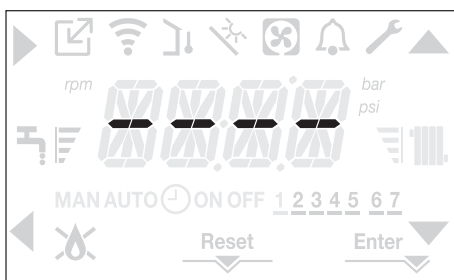 rpm
bar
psi
- - - -
MAN AUTO ON OFF 1 2 3 4 5 6 7
Reset
Enter